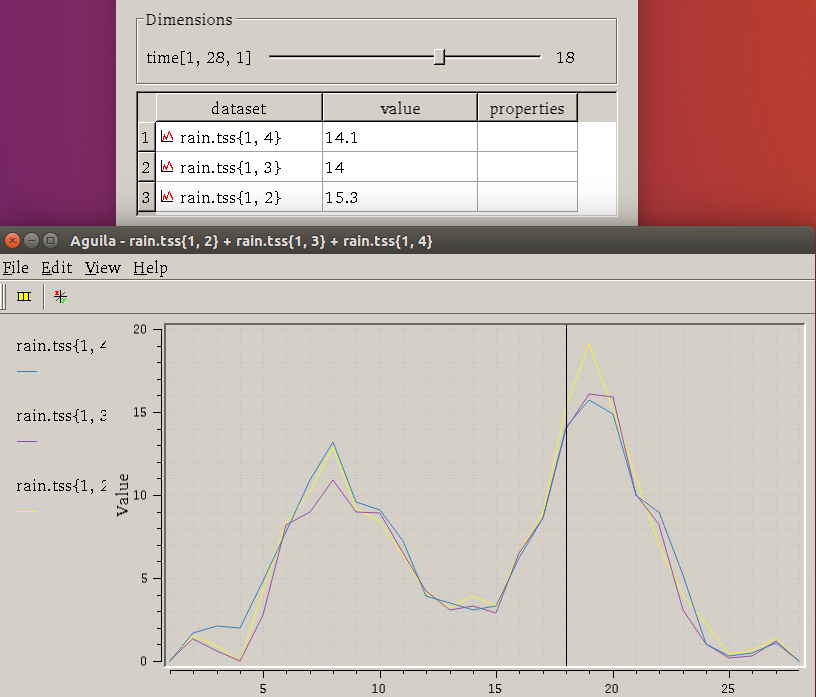 Dimensions
time[1, 28, 1] 18
dataset value properties
1 rain.tss{1, 4} 14.1
2 rain.tss{1, 3} 14
3 rain.tss{1, 2} 15.3
Aguila - rain.tss{1, 2} + rain.tss{1, 3} + rain.tss{1, 4}
File Edit View Help
rain.tss{1, 4
rain.tss{1, 3
rain.tss{1, 2
Value
20
15
10
5
0
5 10 15 20 25